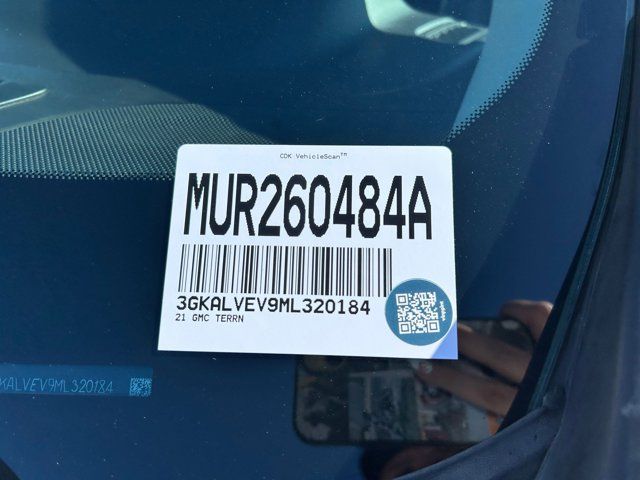 CDK VehicleScan™
MUR260484A
3GKALVEV9ML320184
21 GMC TERRN
KALVEV9ML320184